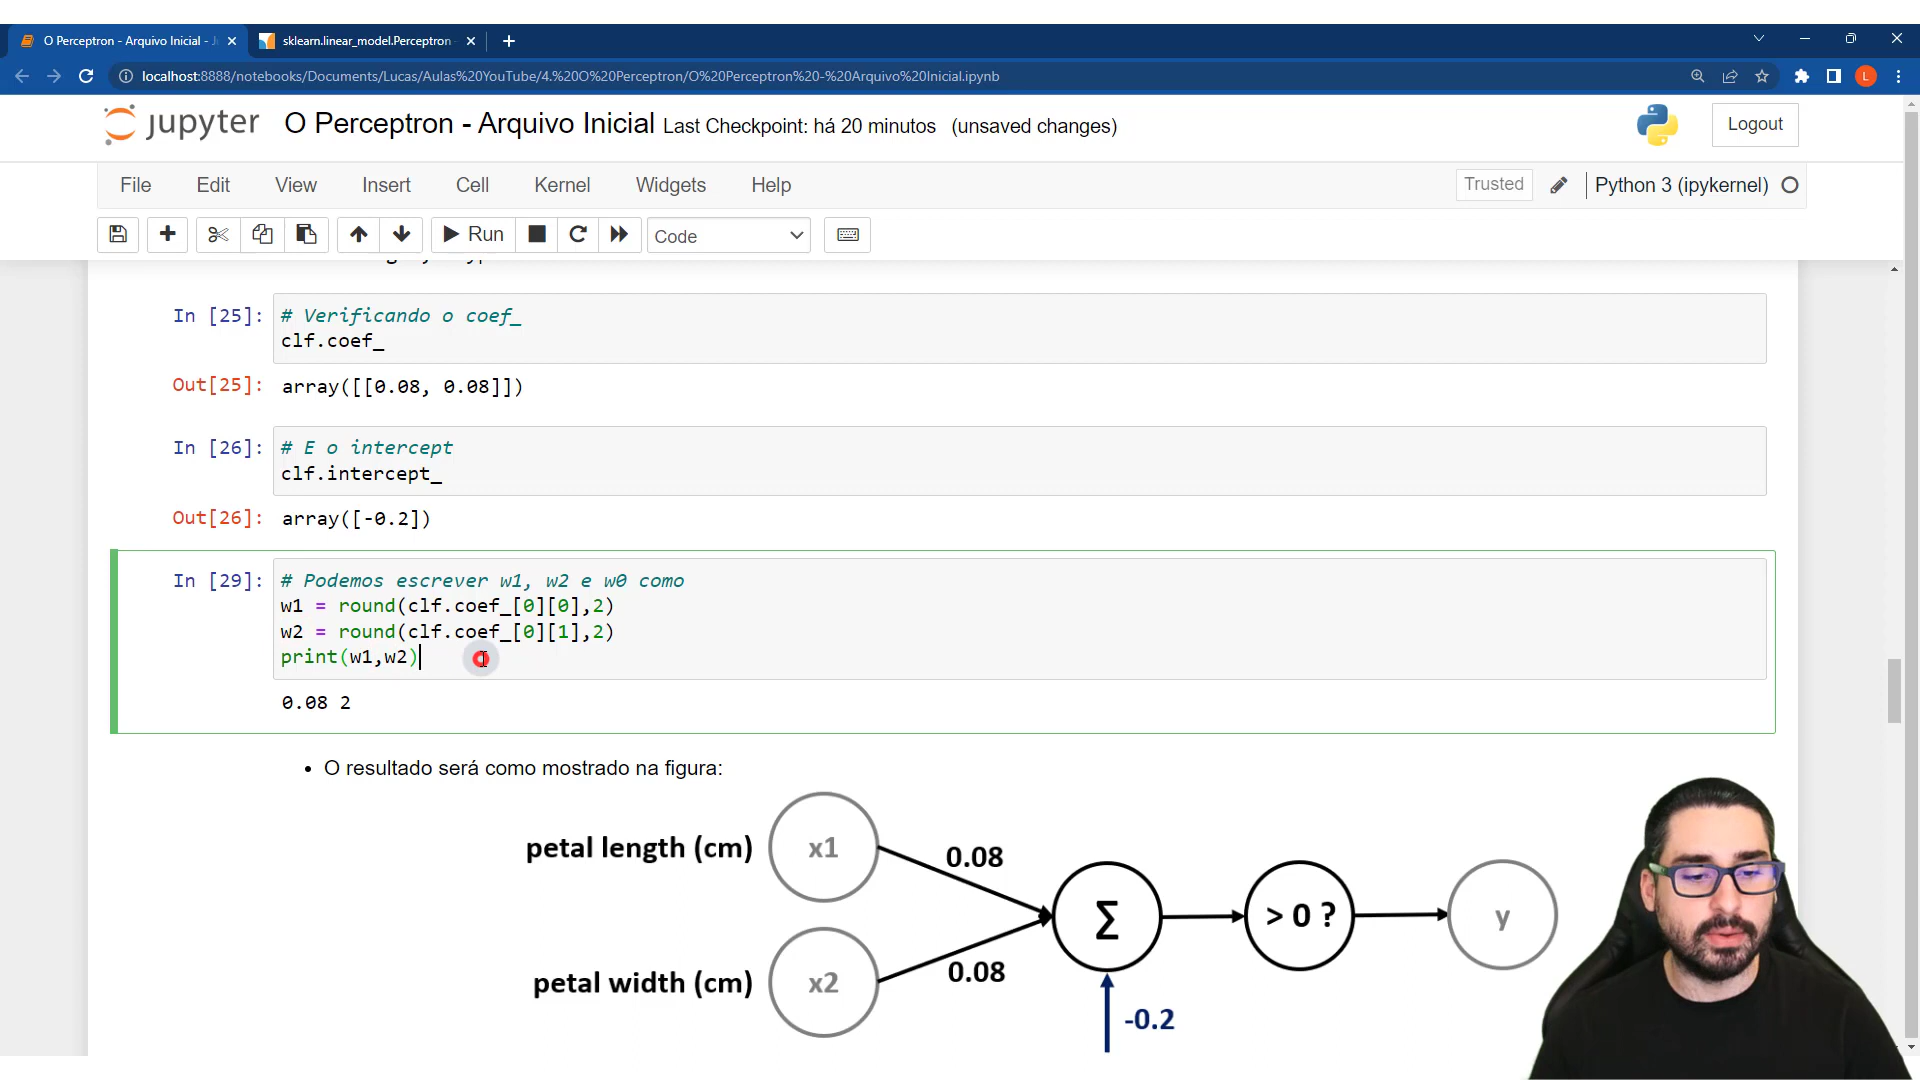 O Perceptron - Arquivo Inicial - J
sklearn.linear_model.Perceptron
localhost:8888/notebooks/Documents/Lucas/Aulas%20YouTube/4.%20O%20Perceptron/O%20Perceptron%20-%20Arquivo%20Inicial.ipynb
L
jupyter O Perceptron - Arquivo Inicial Last Checkpoint: há 20 minutos (unsaved changes)
Logout
File Edit View Insert Cell Kernel Widgets Help
Trusted
Python 3 (ipykernel)
Run
Code
In [25]: # Verificando o coef_
clf.coef_
Out[25]: array([[0.08, 0.08]])
In [26]: # E o intercept
clf.intercept_
Out[26]: array([-0.2])
In [29]: # Podemos escrever w1, w2 e w0 como
w1 = round(clf.coef_[0][0],2)
w2 = round(clf.coef_[0][1],2)
print(w1,w2)
0.08 2
• O resultado será como mostrado na figura:
petal length (cm) x1 0.08
Σ > 0 ? y
petal width (cm) x2 0.08
-0.2